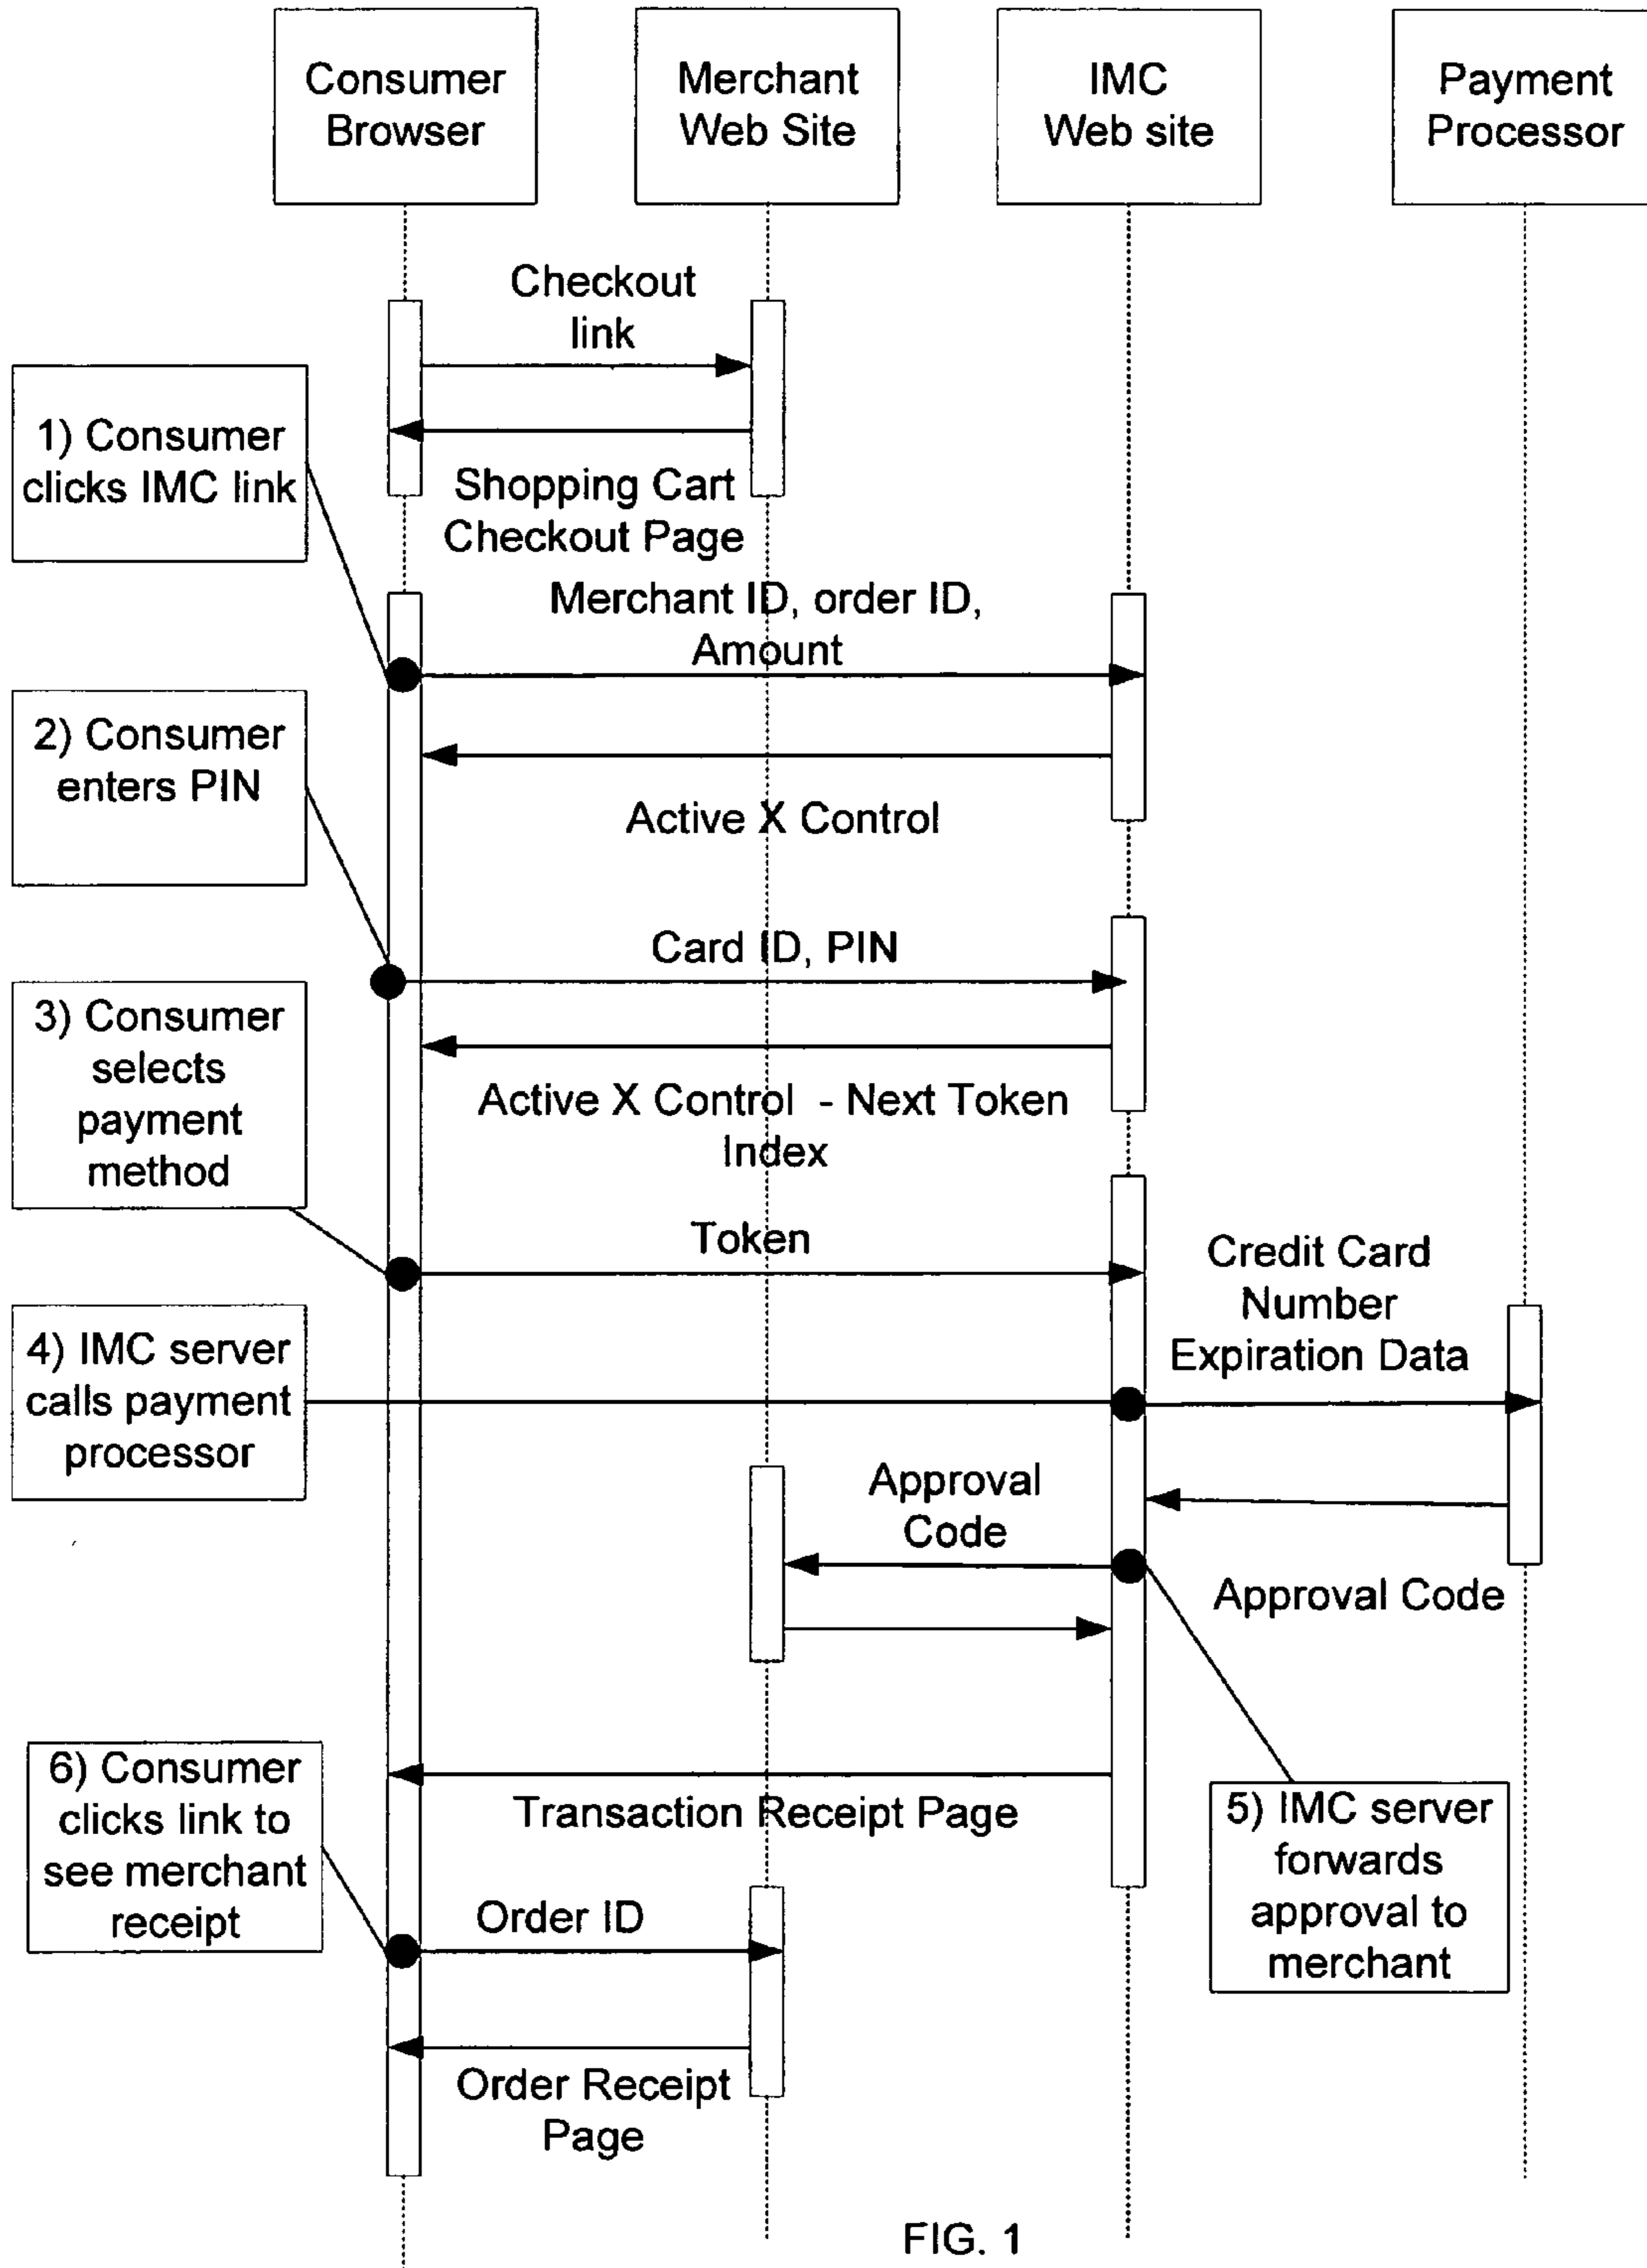 Consumer
Browser
Merchant
Web Site
IMC
Web site
Payment
Processor
Checkout
link
1) Consumer
clicks IMC link
Shopping Cart
Checkout Page
Merchant ID, order ID,
Amount
2) Consumer
enters PIN
Active X Control
Card ID, PIN
3) Consumer
selects
payment
method
Active X Control - Next Token
Index
Token
Credit Card
Number
Expiration Data
4) IMC server
calls payment
processor
Approval
Code
Approval Code
6) Consumer
clicks link to
see merchant
receipt
Transaction Receipt Page
5) IMC server
forwards
approval to
merchant
Order ID
Order Receipt
Page
FIG. 1